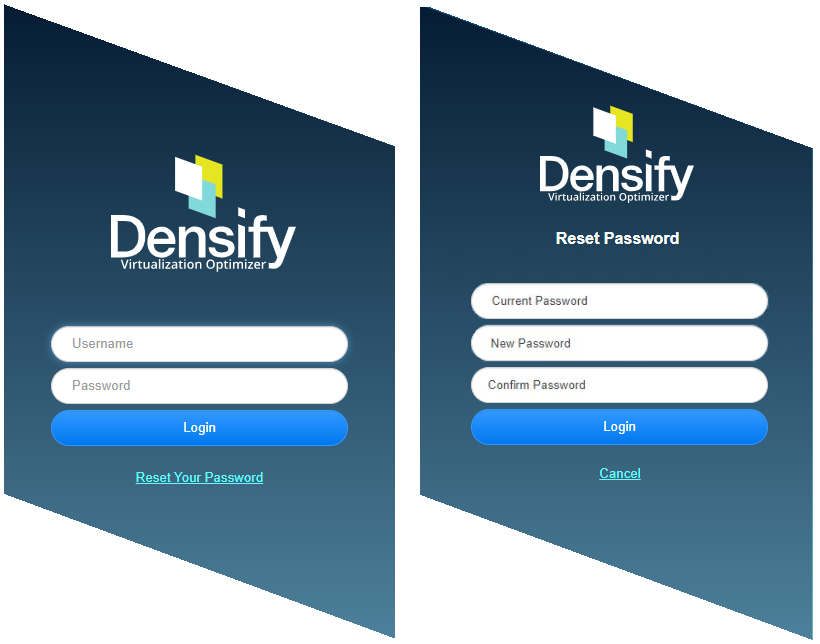 Densify
Virtualization Optimizer
Username
Password
Login
Reset Your Password
Densify
Virtualization Optimizer
Reset Password
Current Password
New Password
Confirm Password
Login
Cancel